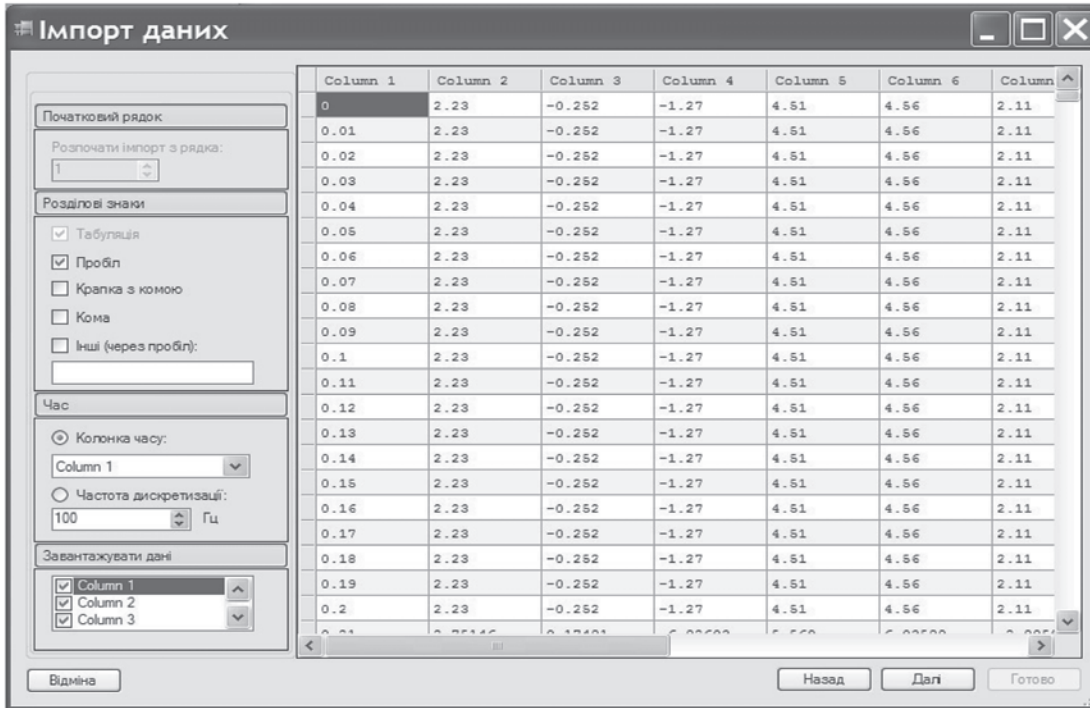 Імпорт даних
Початковий рядок
Розпочати імпорт з рядка:
1
Розділові знаки
Табуляція
Пробіл
Крапка з комою
Кома
Інші (через пробіл):
Час
Колонка часу:
Column 1
Частота дискретизації:
100 Гц
Завантажувати дані
Column 1
Column 2
Column 3
Column 1 Column 2 Column 3 Column 4 Column 5 Column 6 Column
0 2.23 -0.252 -1.27 4.51 4.56 2.11
0.01 2.23 -0.252 -1.27 4.51 4.56 2.11
0.02 2.23 -0.252 -1.27 4.51 4.56 2.11
0.03 2.23 -0.252 -1.27 4.51 4.56 2.11
0.04 2.23 -0.252 -1.27 4.51 4.56 2.11
0.05 2.23 -0.252 -1.27 4.51 4.56 2.11
0.06 2.23 -0.252 -1.27 4.51 4.56 2.11
0.07 2.23 -0.252 -1.27 4.51 4.56 2.11
0.08 2.23 -0.252 -1.27 4.51 4.56 2.11
0.09 2.23 -0.252 -1.27 4.51 4.56 2.11
0.1 2.23 -0.252 -1.27 4.51 4.56 2.11
0.11 2.23 -0.252 -1.27 4.51 4.56 2.11
0.12 2.23 -0.252 -1.27 4.51 4.56 2.11
0.13 2.23 -0.252 -1.27 4.51 4.56 2.11
0.14 2.23 -0.252 -1.27 4.51 4.56 2.11
0.15 2.23 -0.252 -1.27 4.51 4.56 2.11
0.16 2.23 -0.252 -1.27 4.51 4.56 2.11
0.17 2.23 -0.252 -1.27 4.51 4.56 2.11
0.18 2.23 -0.252 -1.27 4.51 4.56 2.11
0.19 2.23 -0.252 -1.27 4.51 4.56 2.11
0.2 2.23 -0.252 -1.27 4.51 4.56 2.11
Відміна
Назад
Далі
Готово